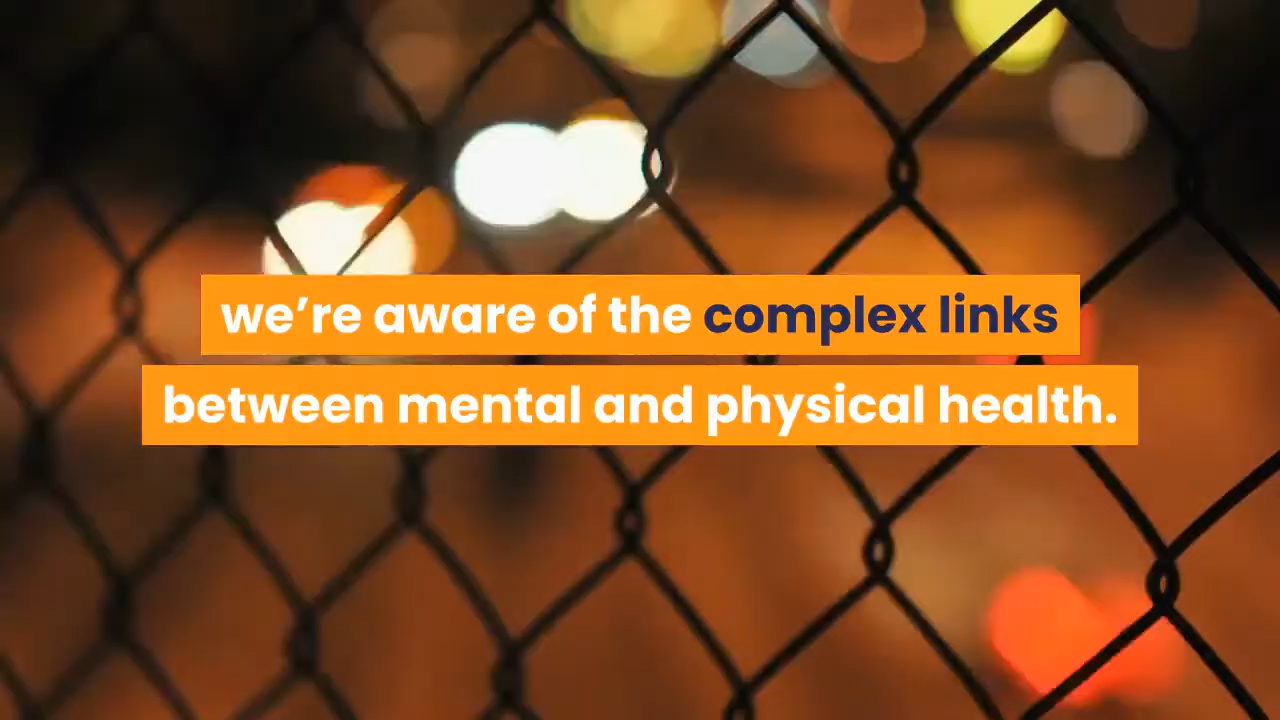 we’re aware of the complex links
between mental and physical health.